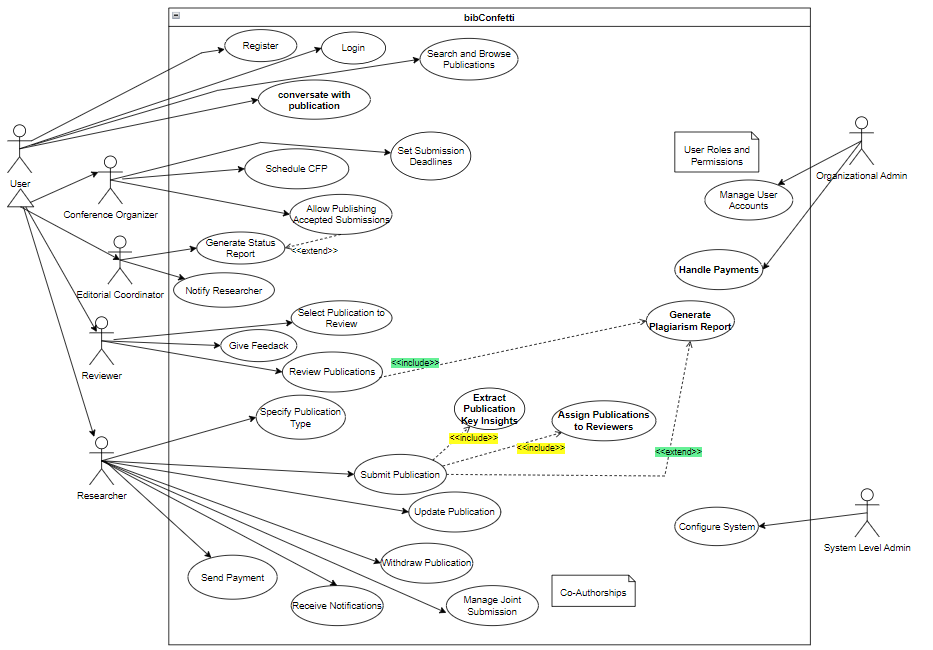 bibConfetti
Register
Login
Search and Browse
Publications
conversate with
publication
User
Set Submission
Deadlines
Schedule CFP
Conference Organizer
Allow Publishing
Accepted Submissions
User Roles and
Permissions
Organizational Admin
Manage User
Accounts
Generate Status
Report
<<extend>>
Editorial Coordinator
Notify Researcher
Handle Payments
Select Publication to
Review
Generate
Plagiarism Report
Give Feedack
Reviewer
Review Publications
<<include>>
Specify Publication
Type
Extract
Publication
Key Insights
Assign Publications
to Reviewers
<<include>>
<<include>>
<<extend>>
Researcher
Submit Publication
Update Publication
Configure System
System Level Admin
Withdraw Publication
Send Payment
Receive Notifications
Manage Joint
Submission
Co-Authorships